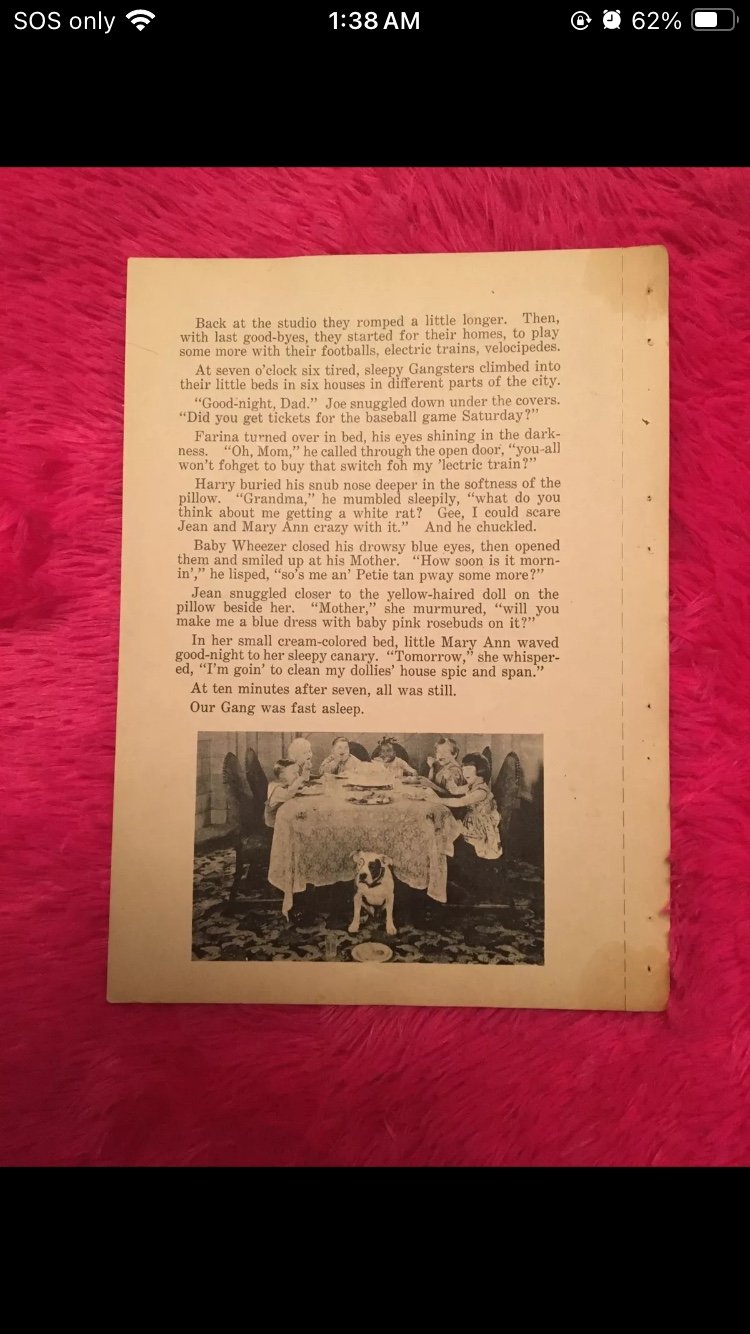 SOS only 1:38 AM 62%
Back at the studio they romped a little longer. Then,
with last good-byes, they started for their homes, to play
some more with their footballs, electric trains, velocipedes.
At seven o'clock six tired, sleepy Gangsters climbed into
their little beds in six houses in different parts of the city.
“Good-night, Dad.” Joe snuggled down under the covers.
“Did you get tickets for the baseball game Saturday?”
Farina turned over in bed, his eyes shining in the dark-
ness. “Oh, Mom,” he called through the open door, “you-all
won't fohget to buy that switch foh my 'lectric train?”
Harry buried his snub nose deeper in the softness of the
pillow. “Grandma,” he mumbled sleepily, “what do you
think about me getting a white rat? Gee, I could scare
Jean and Mary Ann crazy with it.” And he chuckled.
Baby Wheezer closed his drowsy blue eyes, then opened
them and smiled up at his Mother. “How soon is it morn-
in',” he lisped, “so's me an' Petie tan pway some more?”
Jean snuggled closer to the yellow-haired doll on the
pillow beside her. “Mother,” she murmured, “will you
make me a blue dress with baby pink rosebuds on it?”
In her small cream-colored bed, little Mary Ann waved
good-night to her sleepy canary. “Tomorrow,” she whisper-
ed, “I'm goin' to clean my dollies' house spic and span.”
At ten minutes after seven, all was still.
Our Gang was fast asleep.